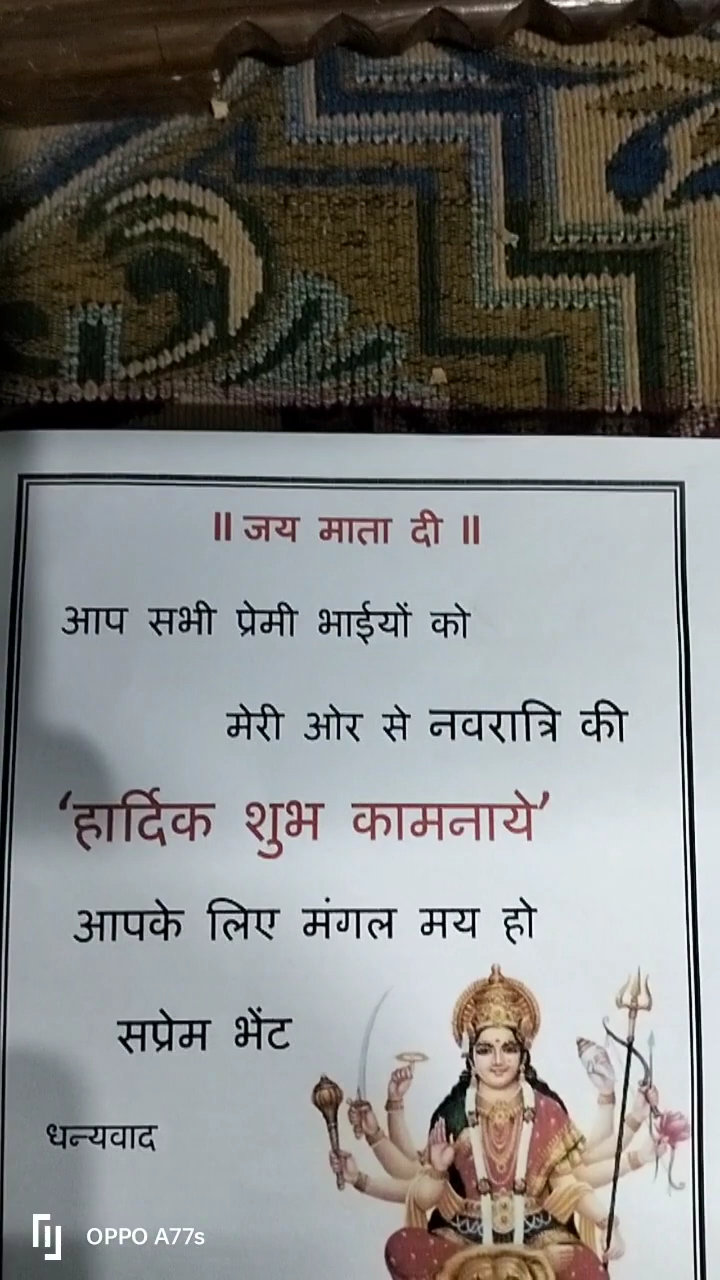 ॥ जय माता दी ॥
आप सभी प्रेमी भाईयों को
मेरी ओर से नवरात्रि की
‘हार्दिक शुभ कामनाये’
आपके लिए मंगल मय हो
सप्रेम भेंट
धन्यवाद
OPPO A77s